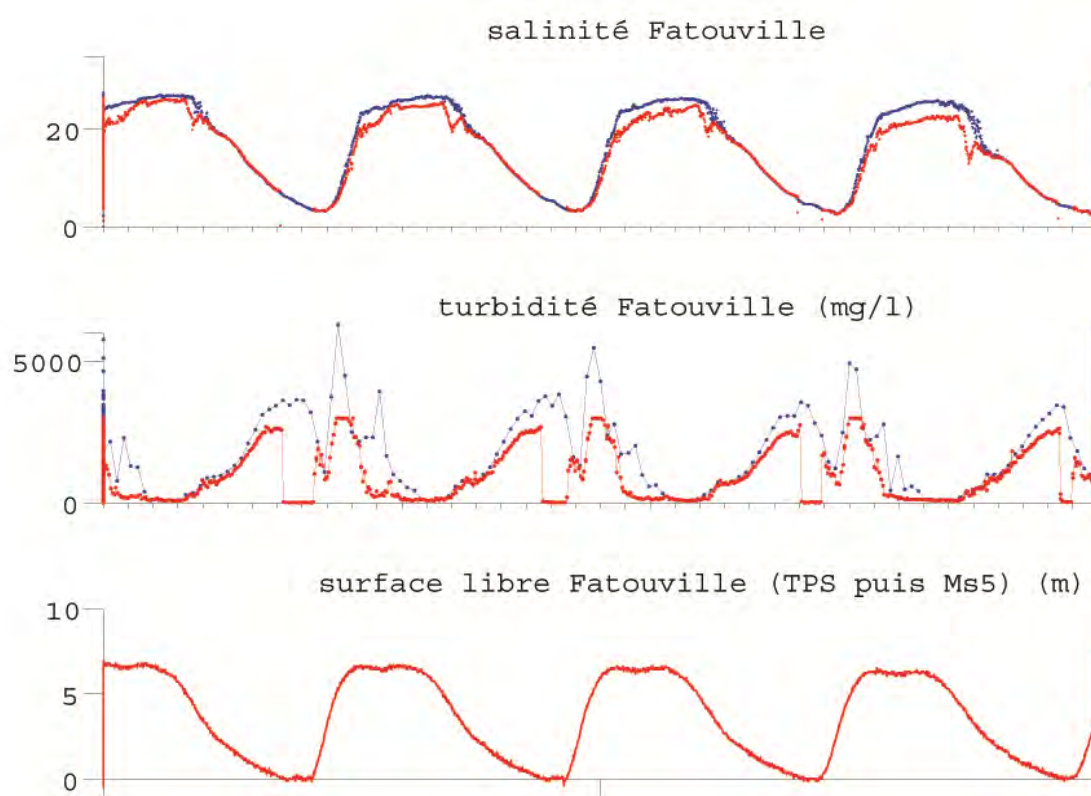 salinité Fatouville
20
0
turbidité Fatouville (mg/l)
5000
0
surface libre Fatouville (TPS puis Ms5) (m)
10
5
0